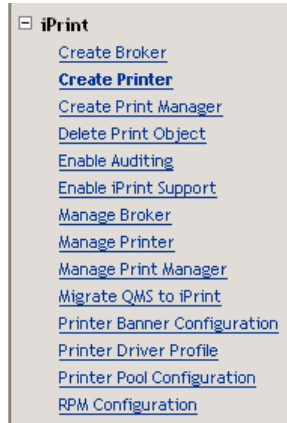 iPrint
Create Broker
Create Printer
Create Print Manager
Delete Print Object
Enable Auditing
Enable iPrint Support
Manage Broker
Manage Printer
Manage Print Manager
Migrate QMS to iPrint
Printer Banner Configuration
Printer Driver Profile
Printer Pool Configuration
RPM Configuration